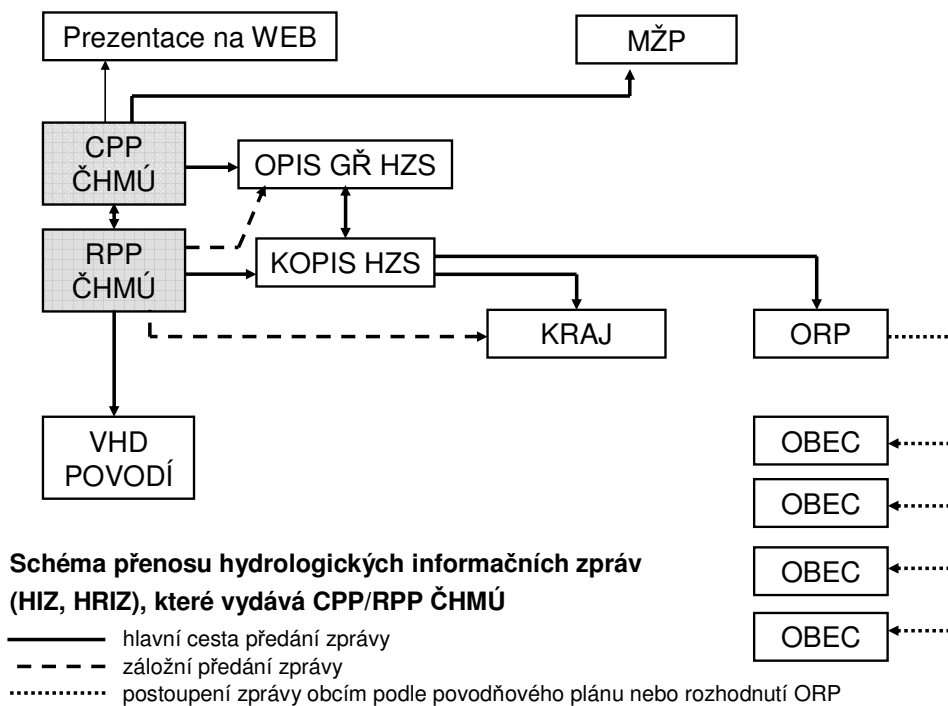 Prezentace na WEB
MŽP
CPP
ČHMÚ
OPIS GŘ HZS
RPP
ČHMÚ
KOPIS HZS
KRAJ
ORP
VHD
POVODÍ
OBEC
OBEC
OBEC
OBEC
Schéma přenosu hydrologických informačních zpráv
(HIZ, HRIZ), které vydává CPP/RPP ČHMÚ
hlavní cesta předání zprávy
záložní předání zprávy
postoupení zprávy obcím podle povodňového plánu nebo rozhodnutí ORP